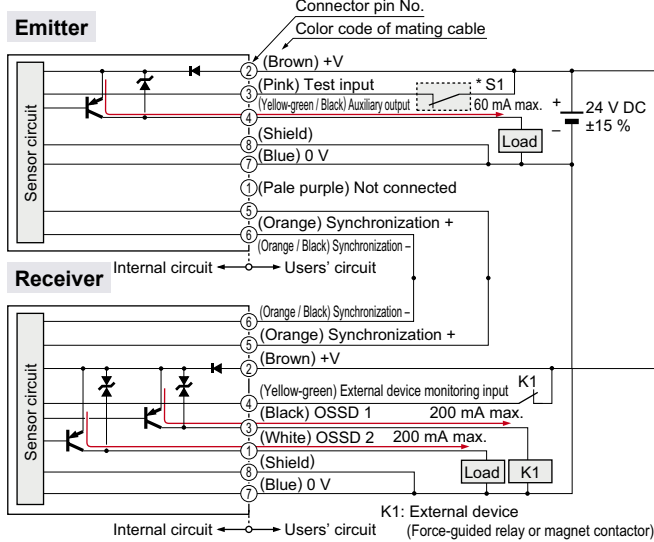 Connector pin No.
Emitter
Color code of mating cable
Sensor circuit
2 (Brown) +V
3 (Pink) Test input
* S1
(Yellow-green / Black) Auxiliary output
60 mA max.
4
+
24 V DC
–
±15 %
Load
8 (Shield)
7 (Blue) 0 V
1 (Pale purple) Not connected
5
(Orange) Synchronization +
6
(Orange / Black) Synchronization –
Internal circuit
Users' circuit
Receiver
Sensor circuit
(Orange / Black) Synchronization –
6
(Orange) Synchronization +
5
(Brown) +V
2
(Yellow-green) External device monitoring input
K1
4
(Black) OSSD 1 200 mA max.
3
(White) OSSD 2 200 mA max.
1
(Shield)
8
Load
K1
(Blue) 0 V
7
K1: External device
(Force-guided relay or magnet contactor)
Internal circuit
Users' circuit